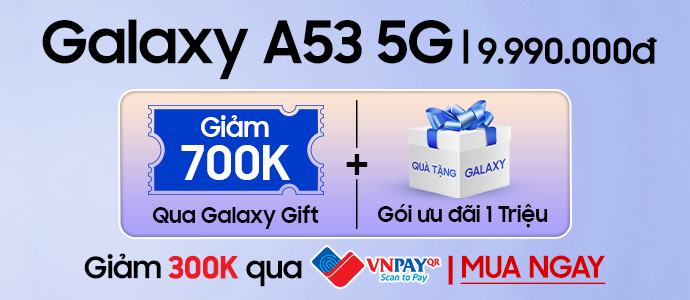 Galaxy A53 5G | 9.990.000đ
Giảm
700K
Qua Galaxy Gift
+
QUÀ TẶNG GALAXY
Gói ưu đãi 1 Triệu
Giảm 300K qua VNPAYQR | MUA NGAY
Scan to Pay